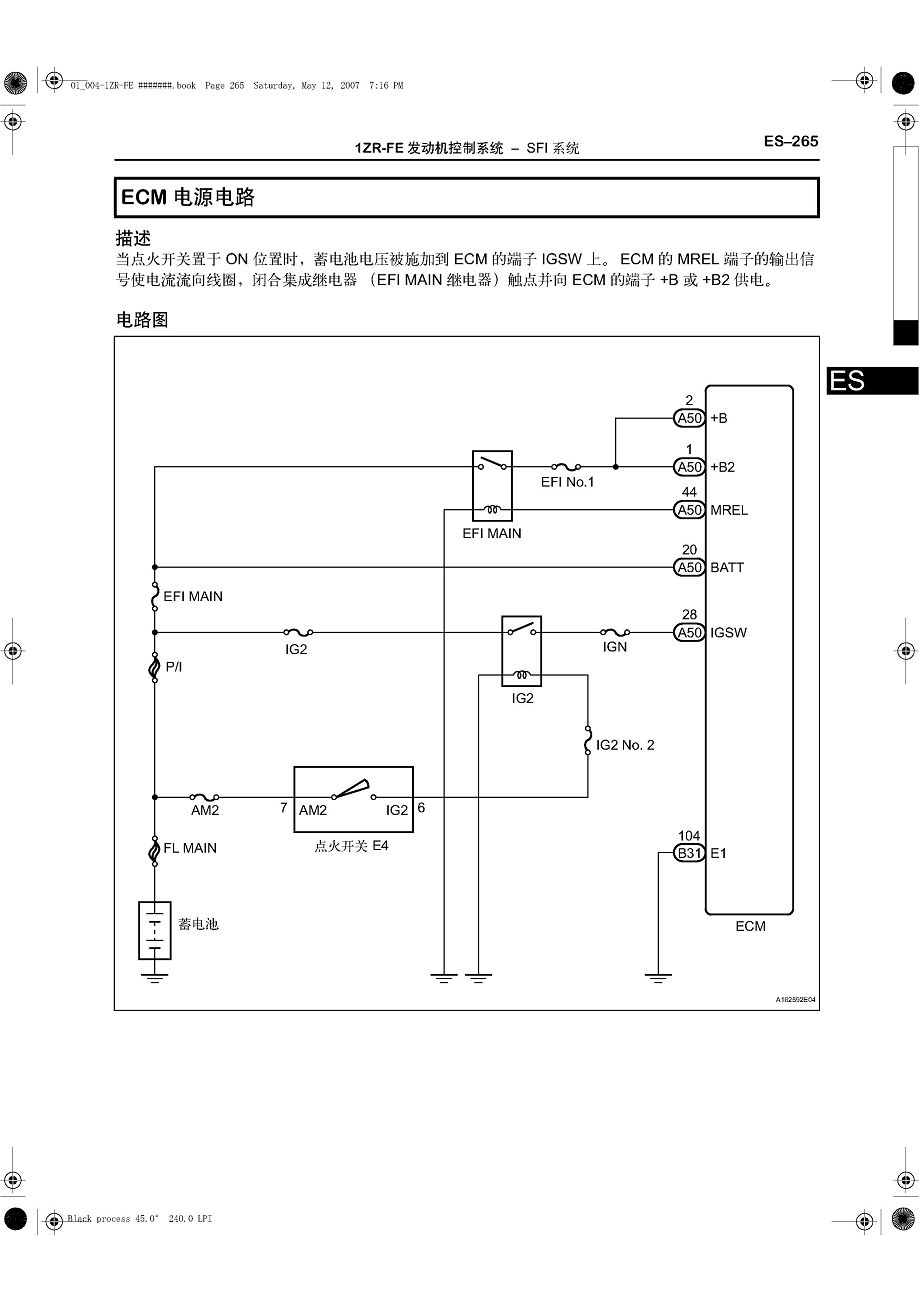 01_004-1ZR-FE #######.book Page 265 Saturday, May 12, 2007 7:16 PM
1ZR-FE 发动机控制系统 – SFI 系统
ES–265
ECM 电源电路
描述
当点火开关置于 ON 位置时，蓄电池电压被施加到 ECM 的端子 IGSW 上。 ECM 的 MREL 端子的输出信
号使电流流向线圈，闭合集成继电器 （EFI MAIN 继电器）触点并向 ECM 的端子 +B 或 +B2 供电。
电路图
ES
2
A50 +B
1
A50 +B2
EFI No.1
44
A50 MREL
EFI MAIN
20
A50 BATT
EFI MAIN
28
A50 IGSW
IG2
IGN
P/I
IG2
IG2 No. 2
AM2
7 AM2 IG2 6
点火开关 E4
FL MAIN
104
B31 E1
蓄电池
ECM
A162592E04
Black process 45.0° 240.0 LPI